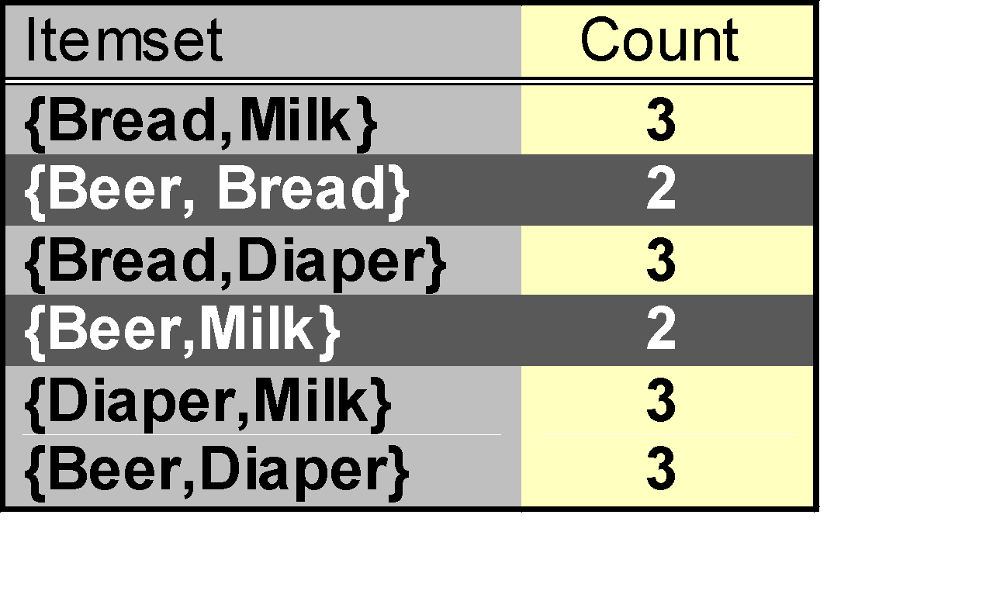 Itemset Count
{Bread,Milk} 3
{Beer, Bread} 2
{Bread,Diaper} 3
{Beer,Milk} 2
{Diaper,Milk} 3
{Beer,Diaper} 3